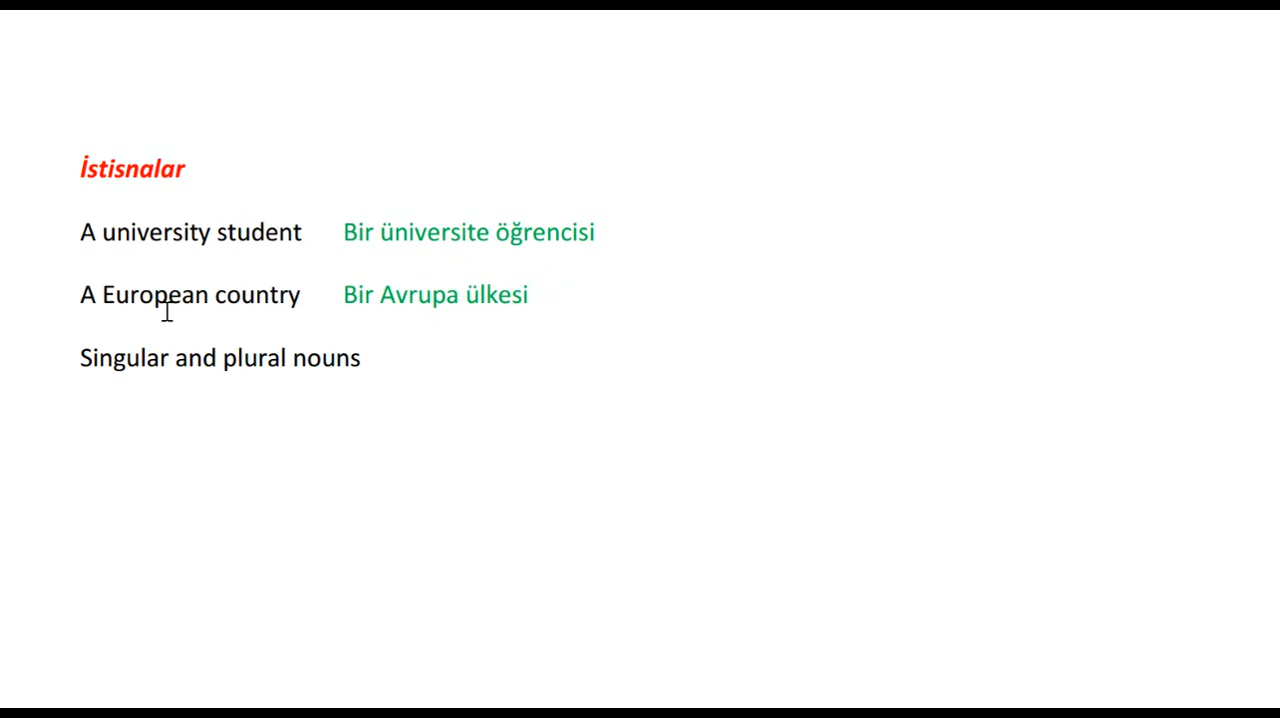 İstisnalar
A university student Bir üniversite öğrencisi
A European country Bir Avrupa ülkesi
Singular and plural nouns